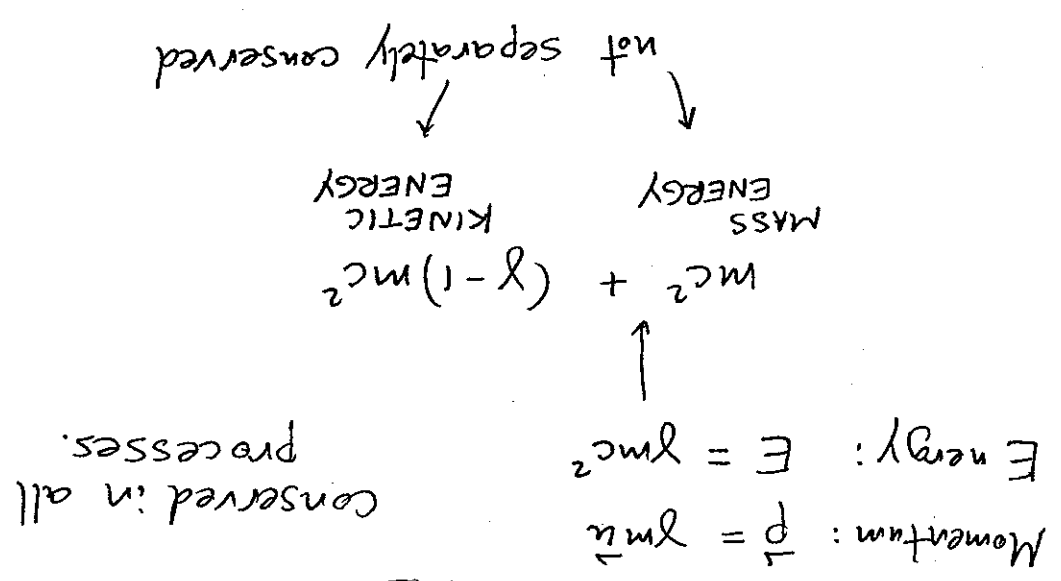 Momentum: p⃗ = γmu⃗ conserved in all
Energy: E = γmc² processes.
mc² + (γ-1)mc²
MASS KINETIC
ENERGY ENERGY
not separately conserved